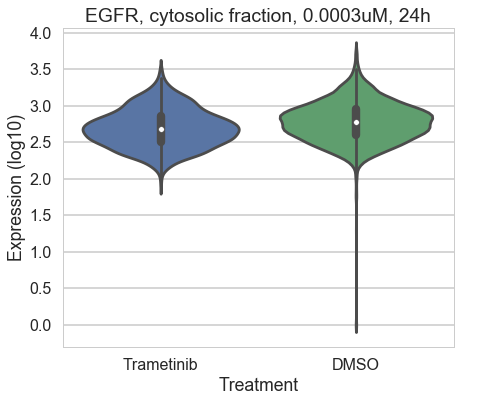 EGFR, cytosolic fraction, 0.0003uM, 24h
4.0
3.5
3.0
2.5
2.0
1.5
1.0
0.5
0.0
Expression (log10)
Trametinib DMSO
Treatment